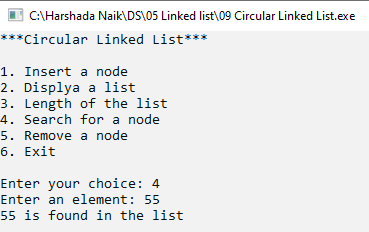 C:\Harshada Naik\DS\05 Linked list\09 Circular Linked List.exe
***Circular Linked List***
1. Insert a node
2. Displya a list
3. Length of the list
4. Search for a node
5. Remove a node
6. Exit
Enter your choice: 4
Enter an element: 55
55 is found in the list